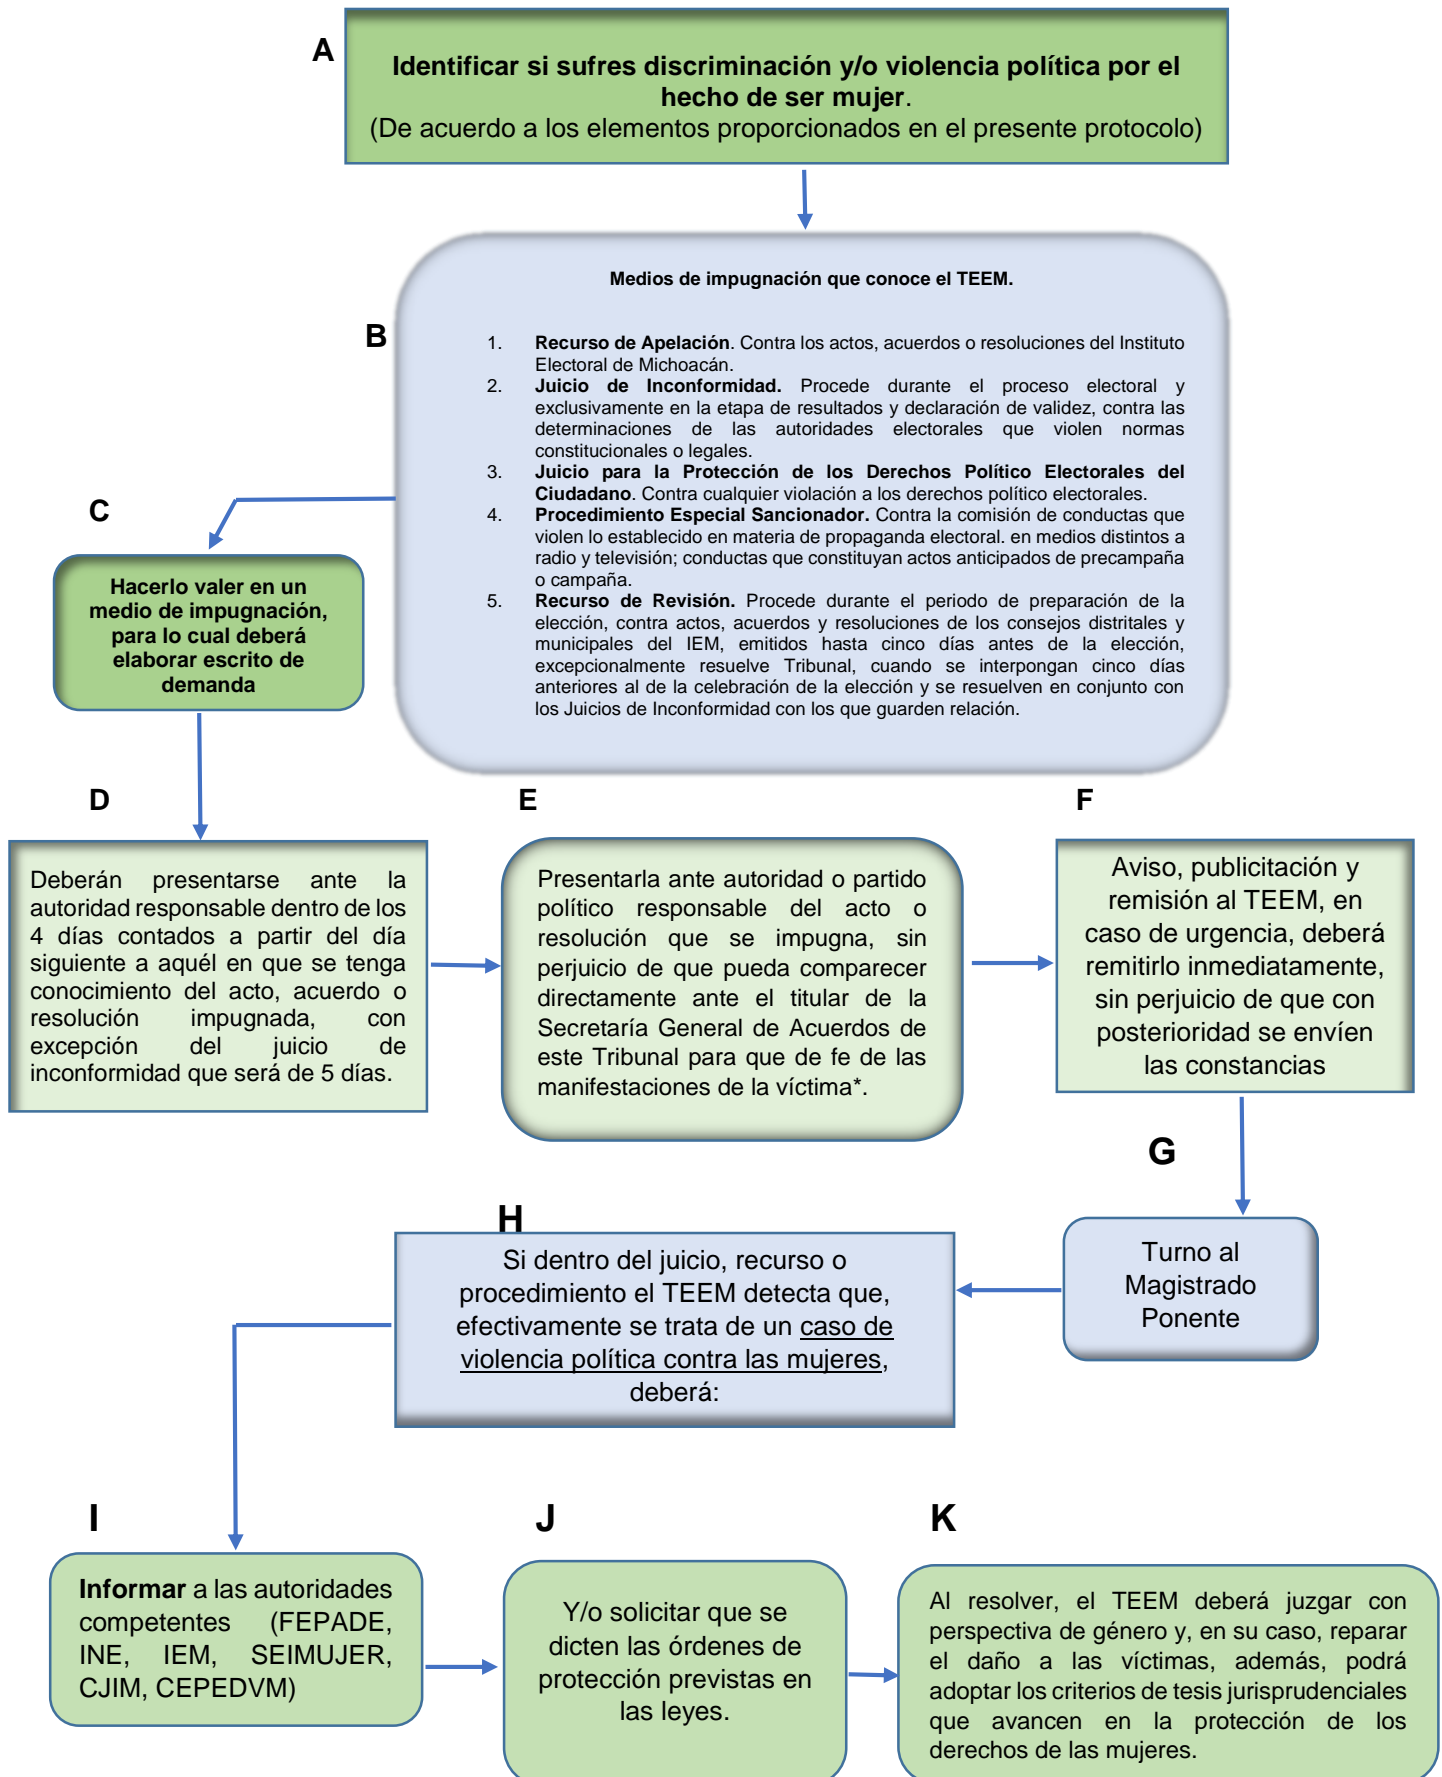 A
Identificar si sufres discriminación y/o violencia política por el
hecho de ser mujer.
(De acuerdo a los elementos proporcionados en el presente protocolo)
B
Medios de impugnación que conoce el TEEM.
1. Recurso de Apelación. Contra los actos, acuerdos o resoluciones del Instituto
Electoral de Michoacán.
2. Juicio de Inconformidad. Procede durante el proceso electoral y
exclusivamente en la etapa de resultados y declaración de validez, contra las
determinaciones de las autoridades electorales que violen normas
constitucionales o legales.
3. Juicio para la Protección de los Derechos Político Electorales del
Ciudadano. Contra cualquier violación a los derechos político electorales.
4. Procedimiento Especial Sancionador. Contra la comisión de conductas que
violen lo establecido en materia de propaganda electoral. en medios distintos a
radio y televisión; conductas que constituyan actos anticipados de precampaña
o campaña.
5. Recurso de Revisión. Procede durante el periodo de preparación de la
elección, contra actos, acuerdos y resoluciones de los consejos distritales y
municipales del IEM, emitidos hasta cinco días antes de la elección,
excepcionalmente resuelve Tribunal, cuando se interpongan cinco días
anteriores al de la celebración de la elección y se resuelven en conjunto con
los Juicios de Inconformidad con los que guarden relación.
C
Hacerlo valer en un
medio de impugnación,
para lo cual deberá
elaborar escrito de
demanda
D
Deberán presentarse ante la
autoridad responsable dentro de los
4 días contados a partir del día
siguiente a aquél en que se tenga
conocimiento del acto, acuerdo o
resolución impugnada, con
excepción del juicio de
inconformidad que será de 5 días.
E
Presentarla ante autoridad o partido
político responsable del acto o
resolución que se impugna, sin
perjuicio de que pueda comparecer
directamente ante el titular de la
Secretaría General de Acuerdos de
este Tribunal para que de fe de las
manifestaciones de la víctima*.
F
Aviso, publicitación y
remisión al TEEM, en
caso de urgencia, deberá
remitirlo inmediatamente,
sin perjuicio de que con
posterioridad se envíen
las constancias
G
Turno al
Magistrado
Ponente
H
Si dentro del juicio, recurso o
procedimiento el TEEM detecta que,
efectivamente se trata de un caso de
violencia política contra las mujeres,
deberá:
I
Informar a las autoridades
competentes (FEPADE,
INE, IEM, SEIMUJER,
CJIM, CEPEDVM)
J
Y/o solicitar que se
dicten las órdenes de
protección previstas en
las leyes.
K
Al resolver, el TEEM deberá juzgar con
perspectiva de género y, en su caso, reparar
el daño a las víctimas, además, podrá
adoptar los criterios de tesis jurisprudenciales
que avancen en la protección de los
derechos de las mujeres.